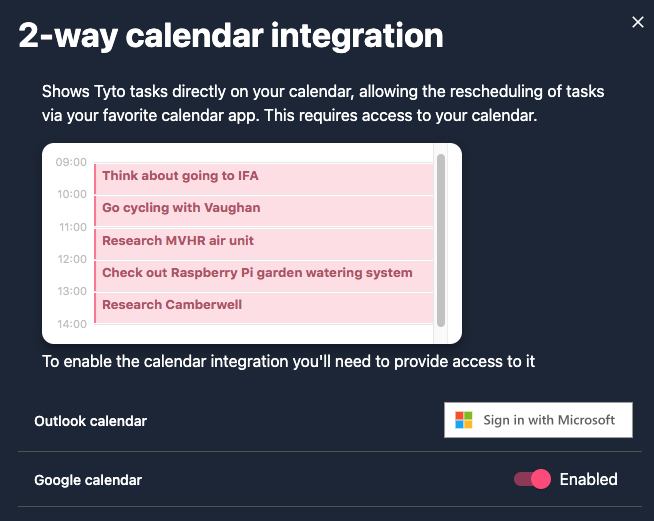 2-way calendar integration
Shows Tyto tasks directly on your calendar, allowing the rescheduling of tasks
via your favorite calendar app. This requires access to your calendar.
09:00
Think about going to IFA
10:00
Go cycling with Vaughan
11:00
Research MVHR air unit
12:00
Check out Raspberry Pi garden watering system
13:00
Research Camberwell
14:00
To enable the calendar integration you'll need to provide access to it
Outlook calendar
Sign in with Microsoft
Google calendar
Enabled